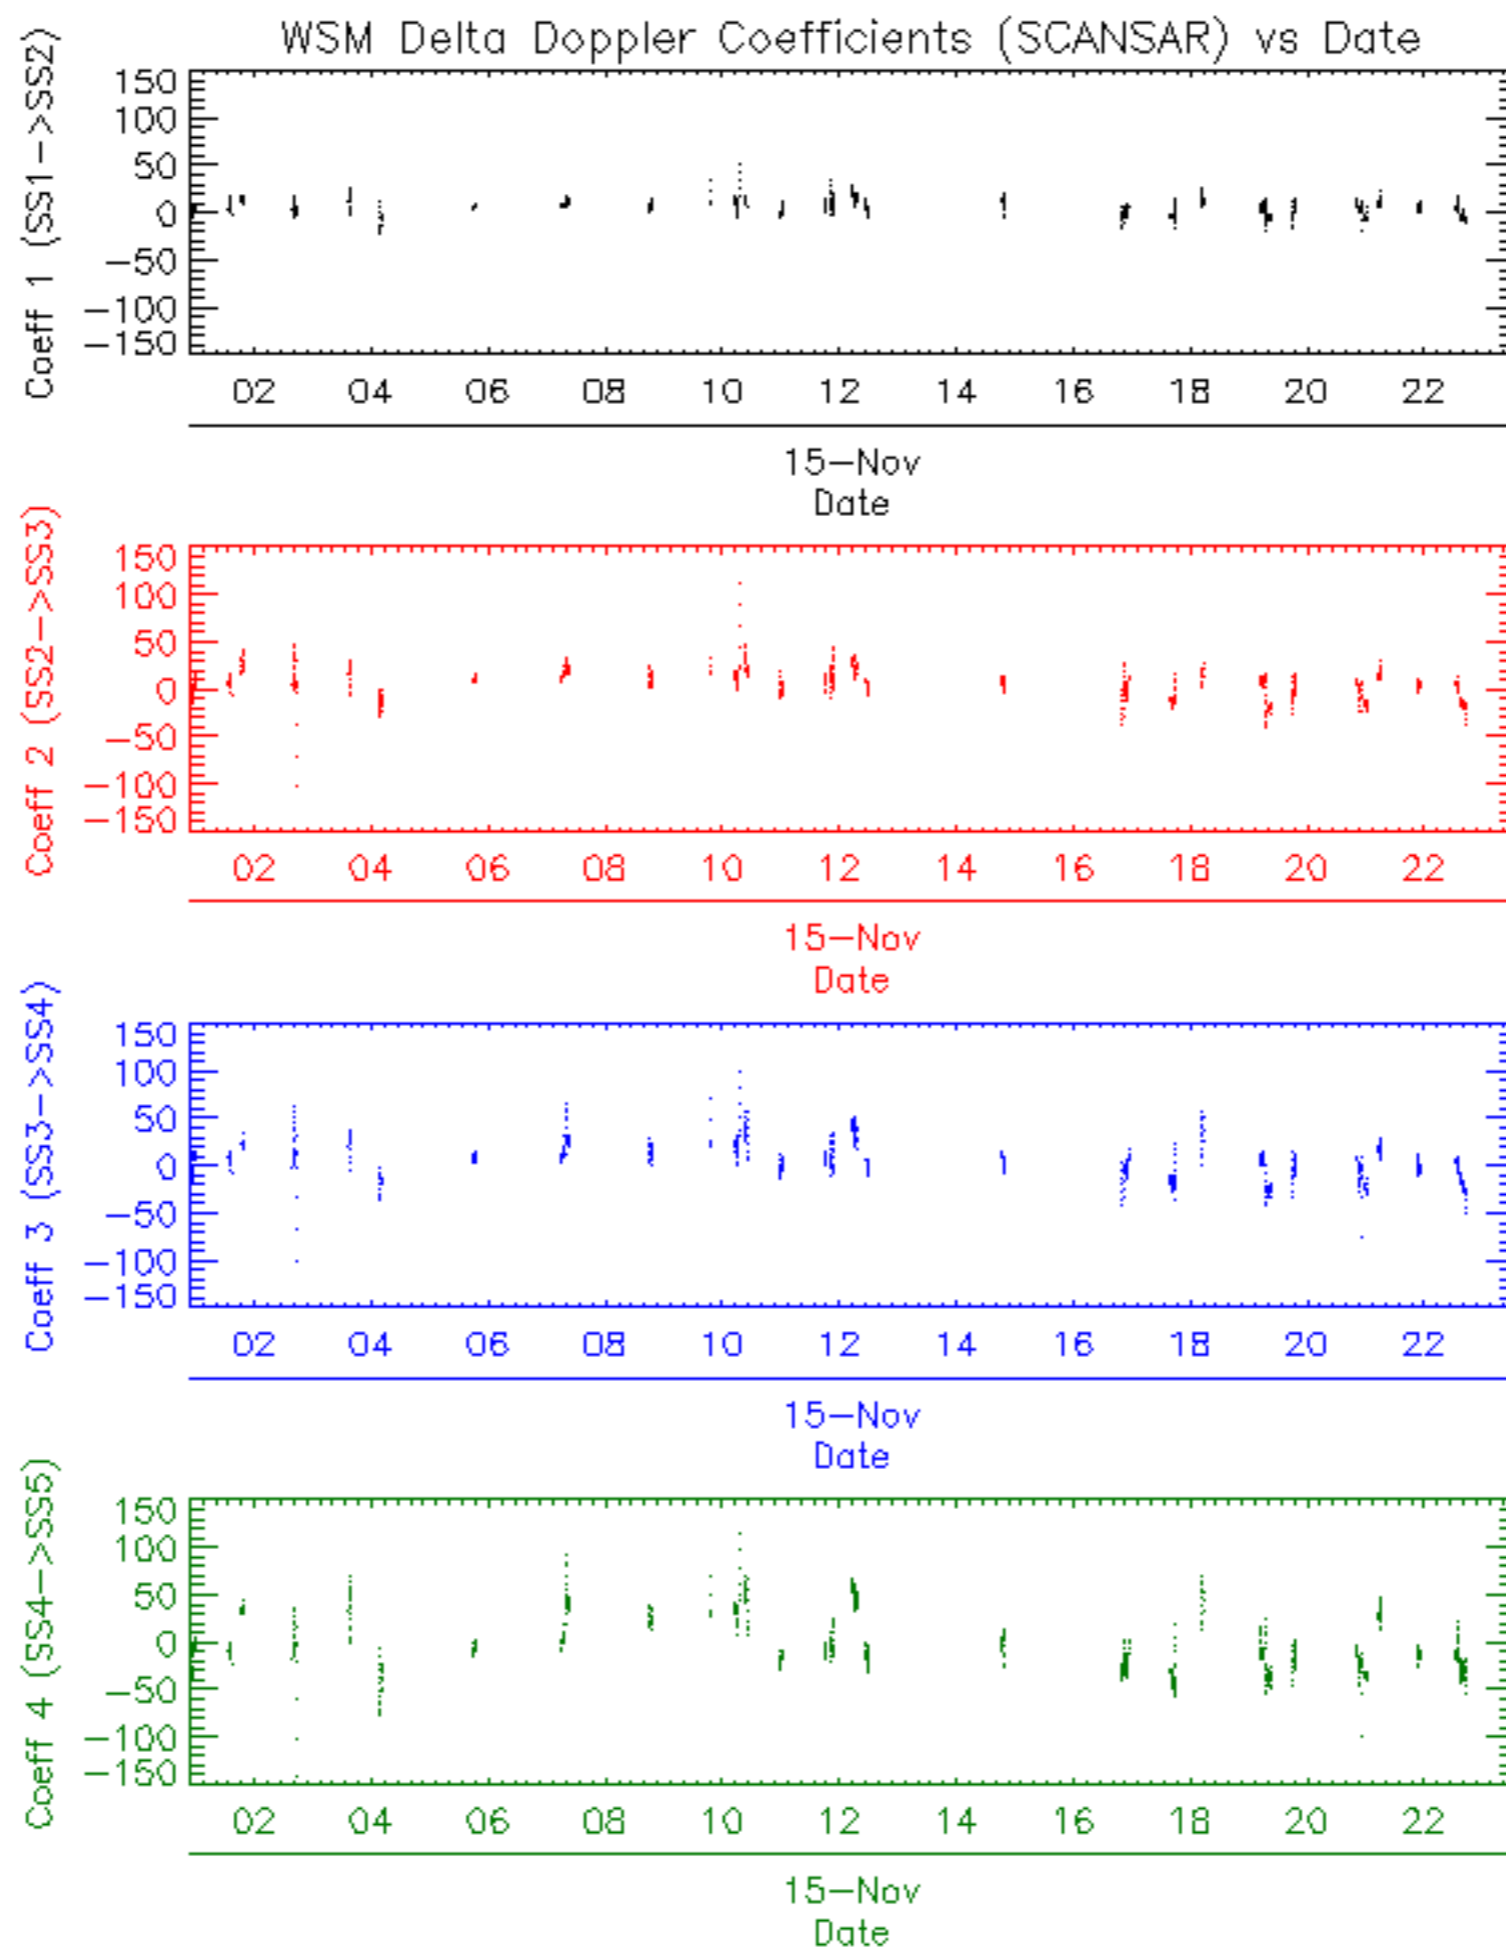 WSM Delta Doppler Coefficients (SCANSAR) vs Date
Coeff 1 (SS1->SS2)
150
100
50
0
-50
-100
-150
02 04 06 08 10 12 14 16 18 20 22
15-Nov
Date
Coeff 2 (SS2->SS3)
150
100
50
0
-50
-100
-150
02 04 06 08 10 12 14 16 18 20 22
15-Nov
Date
Coeff 3 (SS3->SS4)
150
100
50
0
-50
-100
-150
02 04 06 08 10 12 14 16 18 20 22
15-Nov
Date
Coeff 4 (SS4->SS5)
150
100
50
0
-50
-100
-150
02 04 06 08 10 12 14 16 18 20 22
15-Nov
Date